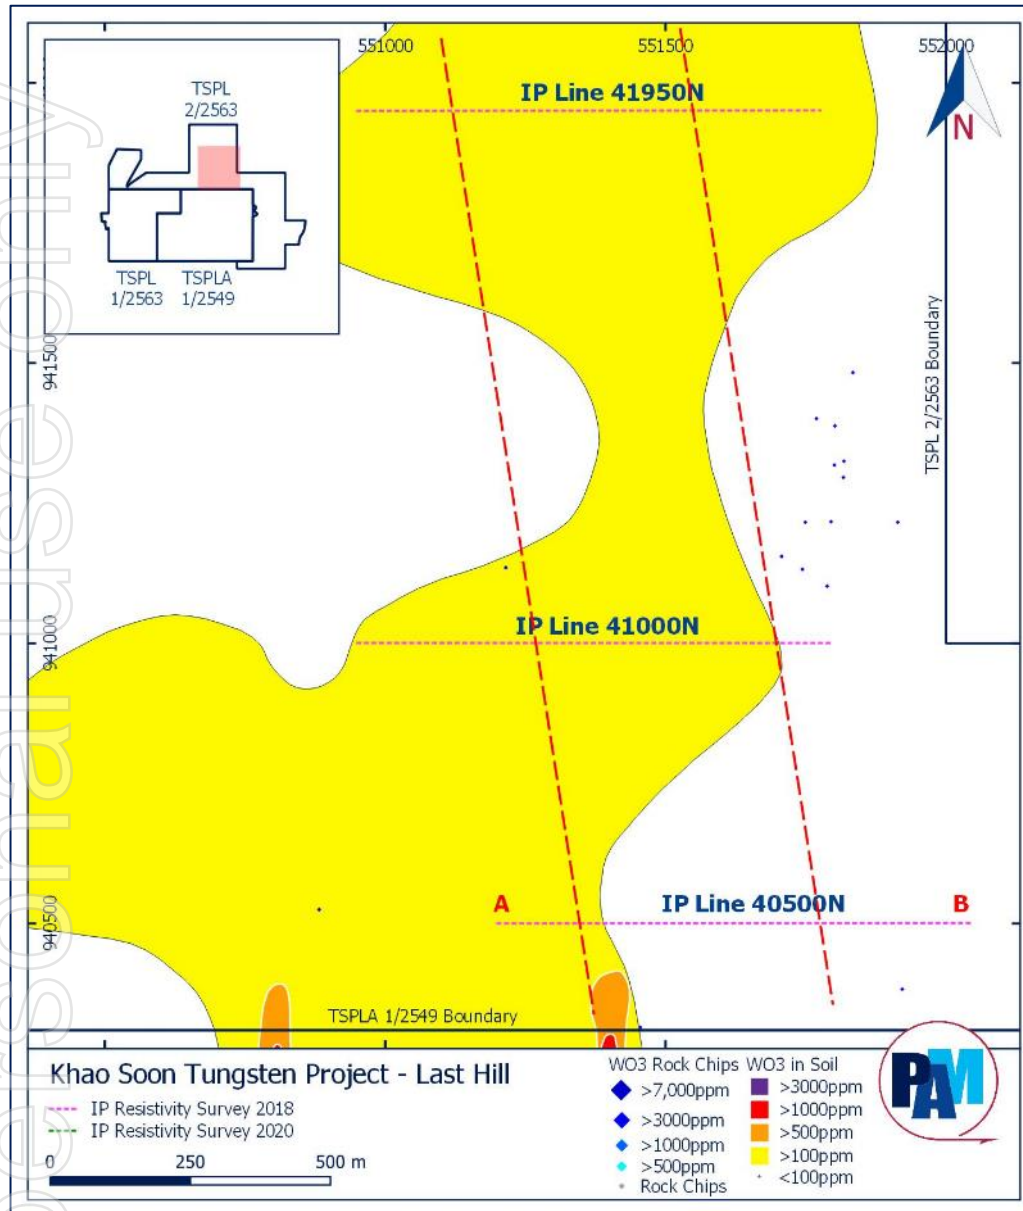 551000
551500
552000
IP Line 41950N
N
TSPL
2/2563
TSPL
1/2563
TSPLA
1/2549
941500
TSPL 2/2563 Boundary
941000
IP Line 41000N
940500
A
IP Line 40500N
B
TSPLA 1/2549 Boundary
Khao Soon Tungsten Project - Last Hill
IP Resistivity Survey 2018
IP Resistivity Survey 2020
0
250
500 m
WO3 Rock Chips
>7,000ppm
>3000ppm
>1000ppm
>500ppm
Rock Chips
WO3 in Soil
>3000ppm
>1000ppm
>500ppm
>100ppm
<100ppm
PAM
ersonal use only